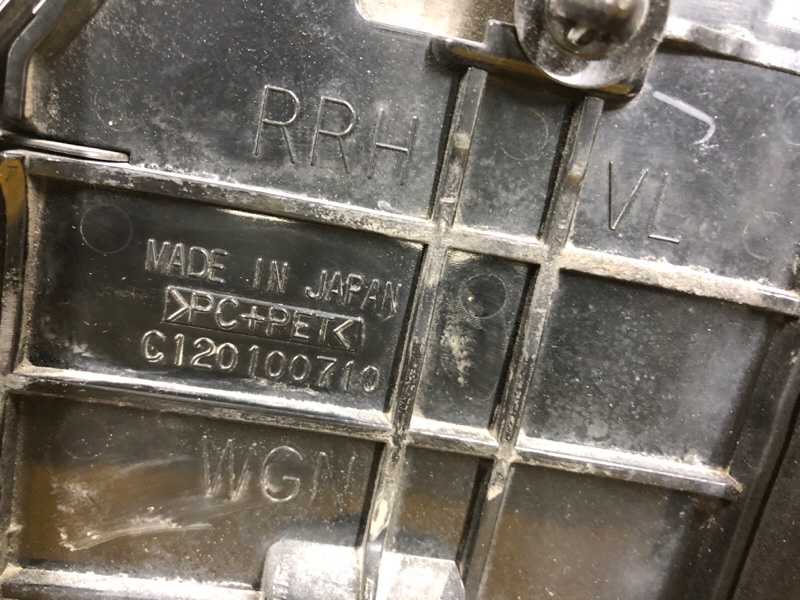 RRH
VL
MADE IN JAPAN
>PC+PET<
C120100710
WGN